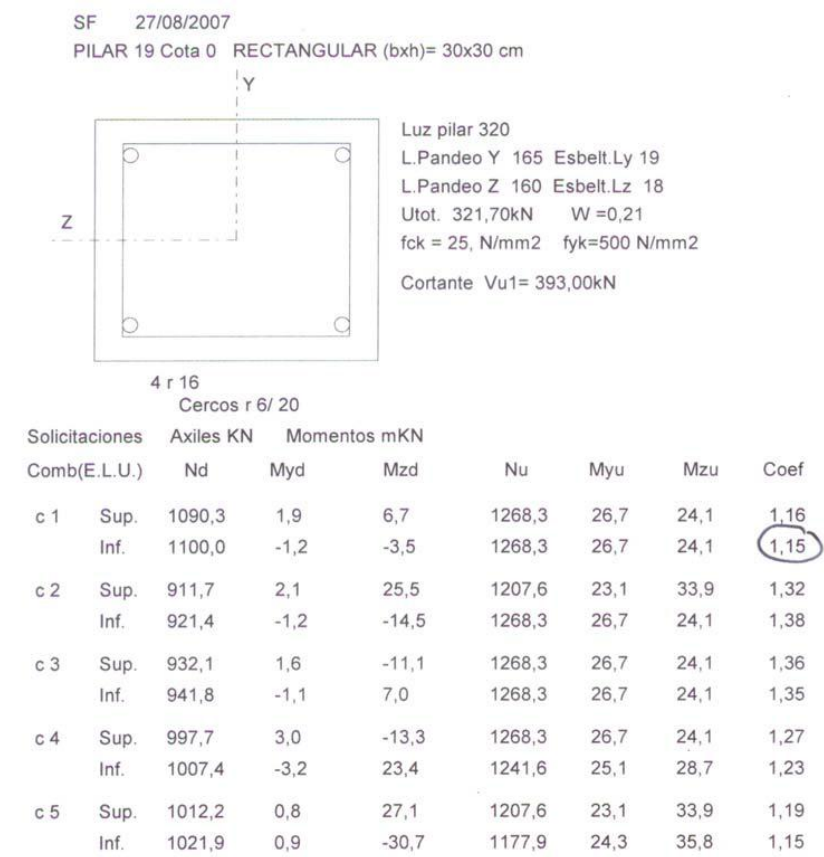 SF 27/08/2007
PILAR 19 Cota 0 RECTANGULAR (bxh)= 30x30 cm
Y
Luz pilar 320
L.Pandeo Y 165 Esbelt.Ly 19
L.Pandeo Z 160 Esbelt.Lz 18
Z
Utot. 321,70kN W =0,21
fck = 25, N/mm2 fyk=500 N/mm2
Cortante Vu1= 393,00kN
4 r 16
Cercos r 6/ 20
Solicitaciones Axiles KN Momentos mKN
Comb(E.L.U.) Nd Myd Mzd Nu Myu Mzu Coef
c 1 Sup. 1090,3 1,9 6,7 1268,3 26,7 24,1 1,16
Inf. 1100,0 -1,2 -3,5 1268,3 26,7 24,1 1,15
c 2 Sup. 911,7 2,1 25,5 1207,6 23,1 33,9 1,32
Inf. 921,4 -1,2 -14,5 1268,3 26,7 24,1 1,38
c 3 Sup. 932,1 1,6 -11,1 1268,3 26,7 24,1 1,36
Inf. 941,8 -1,1 7,0 1268,3 26,7 24,1 1,35
c 4 Sup. 997,7 3,0 -13,3 1268,3 26,7 24,1 1,27
Inf. 1007,4 -3,2 23,4 1241,6 25,1 28,7 1,23
c 5 Sup. 1012,2 0,8 27,1 1207,6 23,1 33,9 1,19
Inf. 1021,9 0,9 -30,7 1177,9 24,3 35,8 1,15